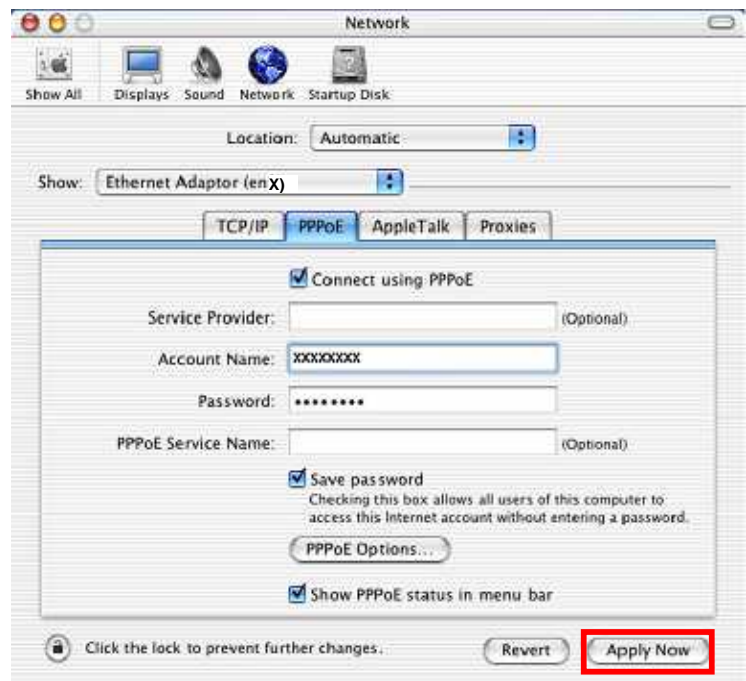 Network
Show All Displays Sound Network Startup Disk
Location: Automatic
Show: Ethernet Adaptor (enX)
TCP/IP PPPoE AppleTalk Proxies
Connect using PPPoE
Service Provider: (Optional)
Account Name: XXXXXXXX
Password: ••••••••
PPPoE Service Name: (Optional)
Save password
Checking this box allows all users of this computer to
access this Internet account without entering a password.
PPPoE Options...
Show PPPoE status in menu bar
Click the lock to prevent further changes. Revert Apply Now